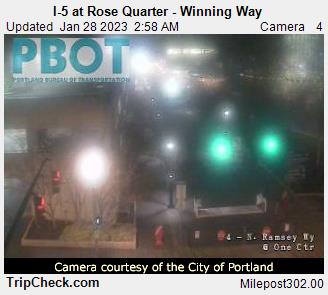 I-5 at Rose Quarter - Winning Way
Updated Jan 28 2023 2:58 AM Camera 4
PBOT
PORTLAND BUREAU OF TRANSPORTATION
4 - N. Ramsey Wy
@ One Ctr
Camera courtesy of the City of Portland
TripCheck.com Milepost302.00